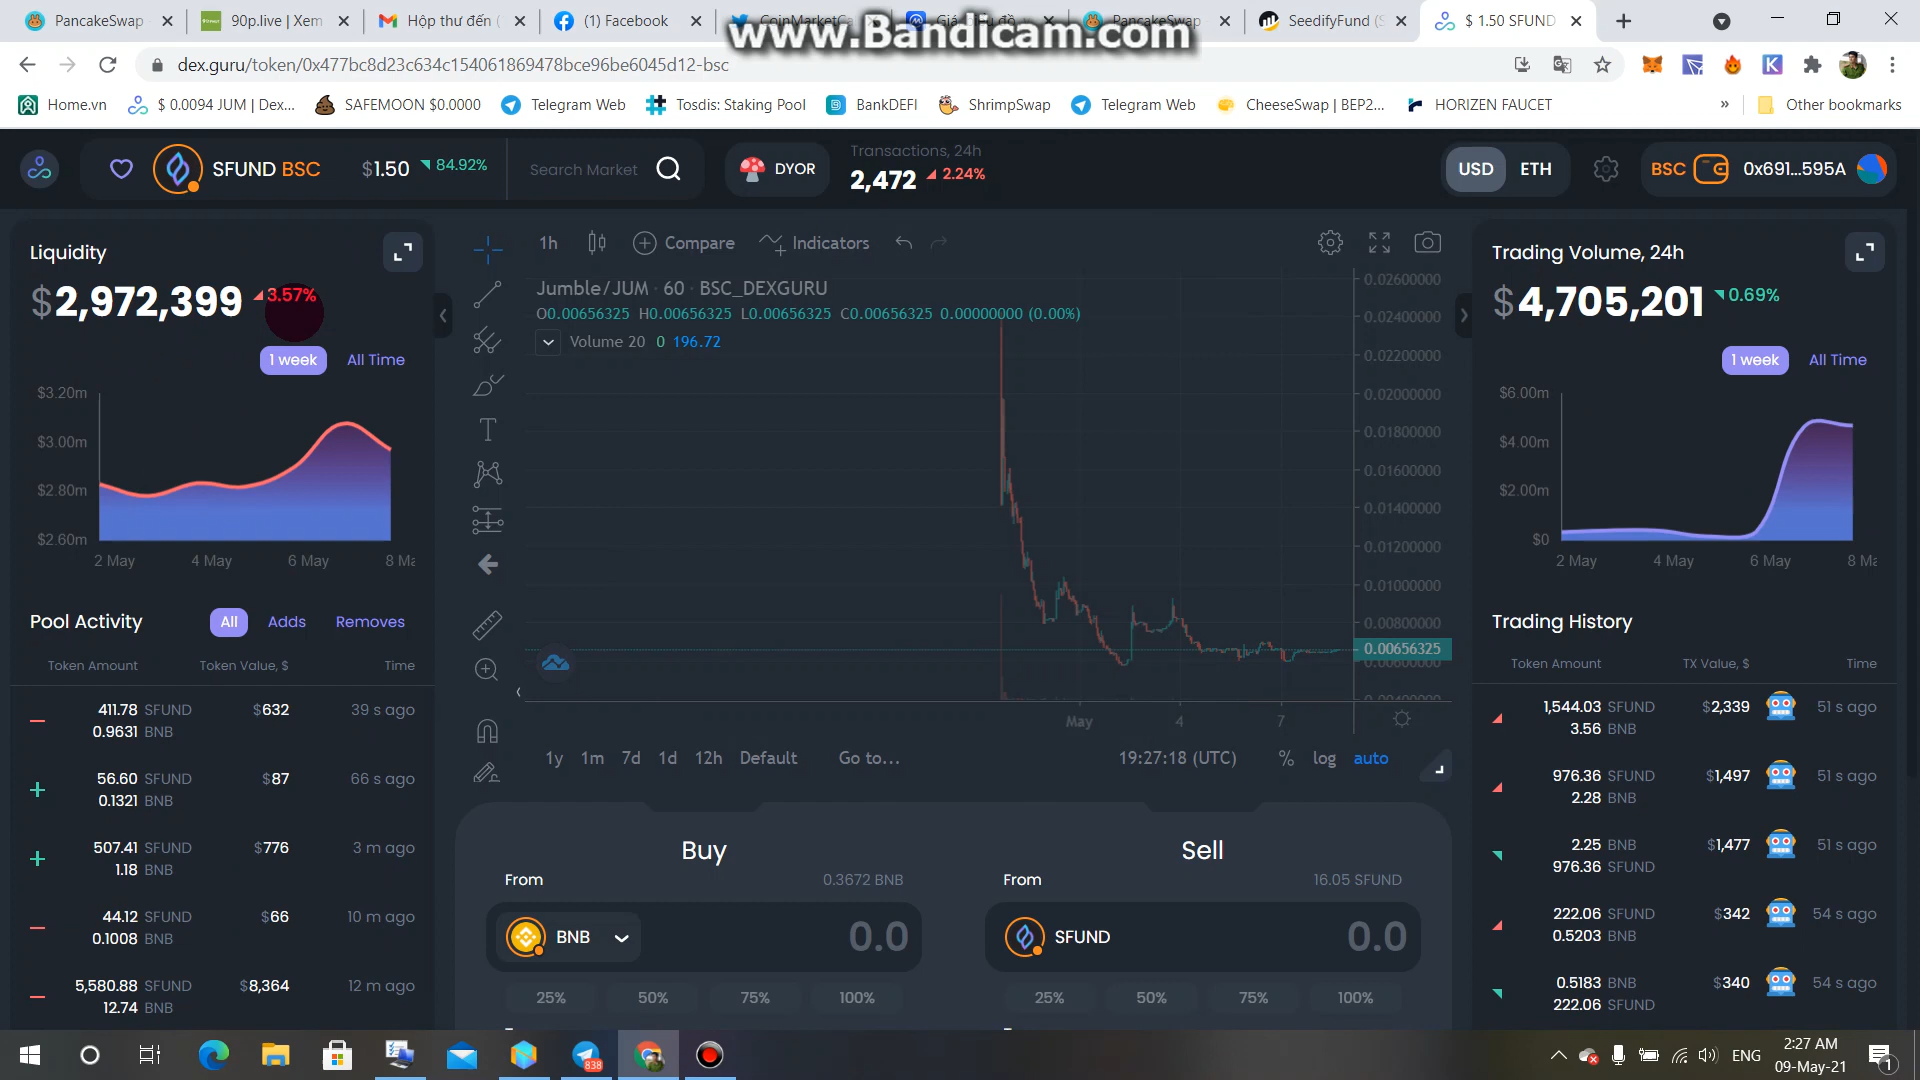 PancakeSwap
90p.live | Xem
Hộp thư đến (
(1) Facebook
CoinMarketCa
Giá, biểu đồ
PancakeSwap
SeedifyFund (S
$ 1.50 SFUND
www.Bandicam.com
dex.guru/token/0x477bc8d23c634c154061869478bce96be6045d12-bsc
Home.vn
$ 0.0094 JUM | Dex...
SAFEMOON $0.0000
Telegram Web
Tosdis: Staking Pool
BankDEFI
ShrimpSwap
Telegram Web
CheeseSwap | BEP2...
HORIZEN FAUCET
»
Other bookmarks
SFUND BSC
$1.50
84.92%
Search Market
DYOR
Transactions, 24h
2,472 2.24%
USD
ETH
BSC
0x691...595A
Liquidity
$2,972,399 3.57%
1 week
All Time
$3.20m
$3.00m
$2.80m
$2.60m
2 May
4 May
6 May
8 Ma
Pool Activity
All
Adds
Removes
Token Amount
Token Value, $
Time
411.78 SFUND $632 39 s ago
0.9631 BNB
56.60 SFUND $87 66 s ago
0.1321 BNB
507.41 SFUND $776 3 m ago
1.18 BNB
44.12 SFUND $66 10 m ago
0.1008 BNB
5,580.88 SFUND $8,364 12 m ago
12.74 BNB
1h
Compare
Indicators
Jumble/JUM · 60 · BSC_DEXGURU
O0.00656325 H0.00656325 L0.00656325 C0.00656325 0.00000000 (0.00%)
Volume 20 0 196.72
0.02600000
0.02400000
0.02200000
0.02000000
0.01800000
0.01600000
0.01400000
0.01200000
0.01000000
0.00800000
0.00656325
0.00600000
0.00400000
May
4
7
1y
1m
7d
1d
12h
Default
Go to...
19:27:18 (UTC)
%
log
auto
Buy
From
0.3672 BNB
BNB
0.0
25%
50%
75%
100%
Sell
From
16.05 SFUND
SFUND
0.0
25%
50%
75%
100%
Trading Volume, 24h
$4,705,201 0.69%
1 week
All Time
$6.00m
$4.00m
$2.00m
$0
2 May
4 May
6 May
8 Ma
Trading History
Token Amount
TX Value, $
Time
1,544.03 SFUND $2,339 51 s ago
3.56 BNB
976.36 SFUND $1,497 51 s ago
2.28 BNB
2.25 BNB $1,477 51 s ago
976.36 SFUND
222.06 SFUND $342 54 s ago
0.5203 BNB
0.5183 BNB $340 54 s ago
222.06 SFUND
838
ENG
2:27 AM
09-May-21
1